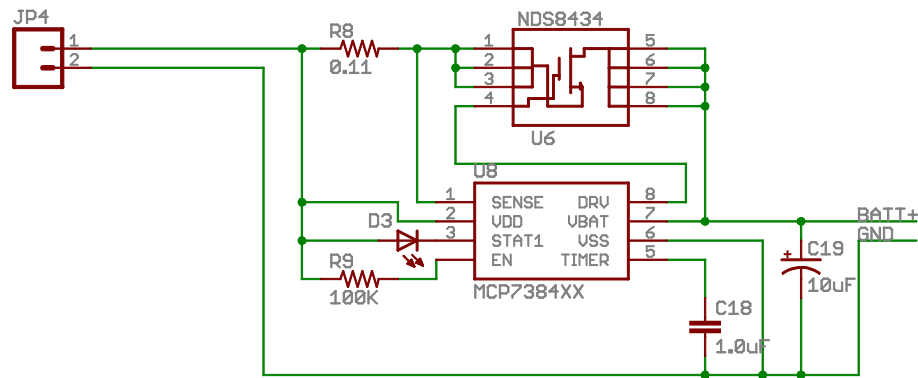 JP4
1
2
R8
0.11
NDS8434
1
2
3
4
5
6
7
8
U6
U8
1
2
3
SENSE
VDD
STAT1
EN
DRV
VBAT
VSS
TIMER
8
7
6
5
MCP7384XX
D3
R9
100K
C18
1.0uF
C19
10uF
+
BATT+
GND